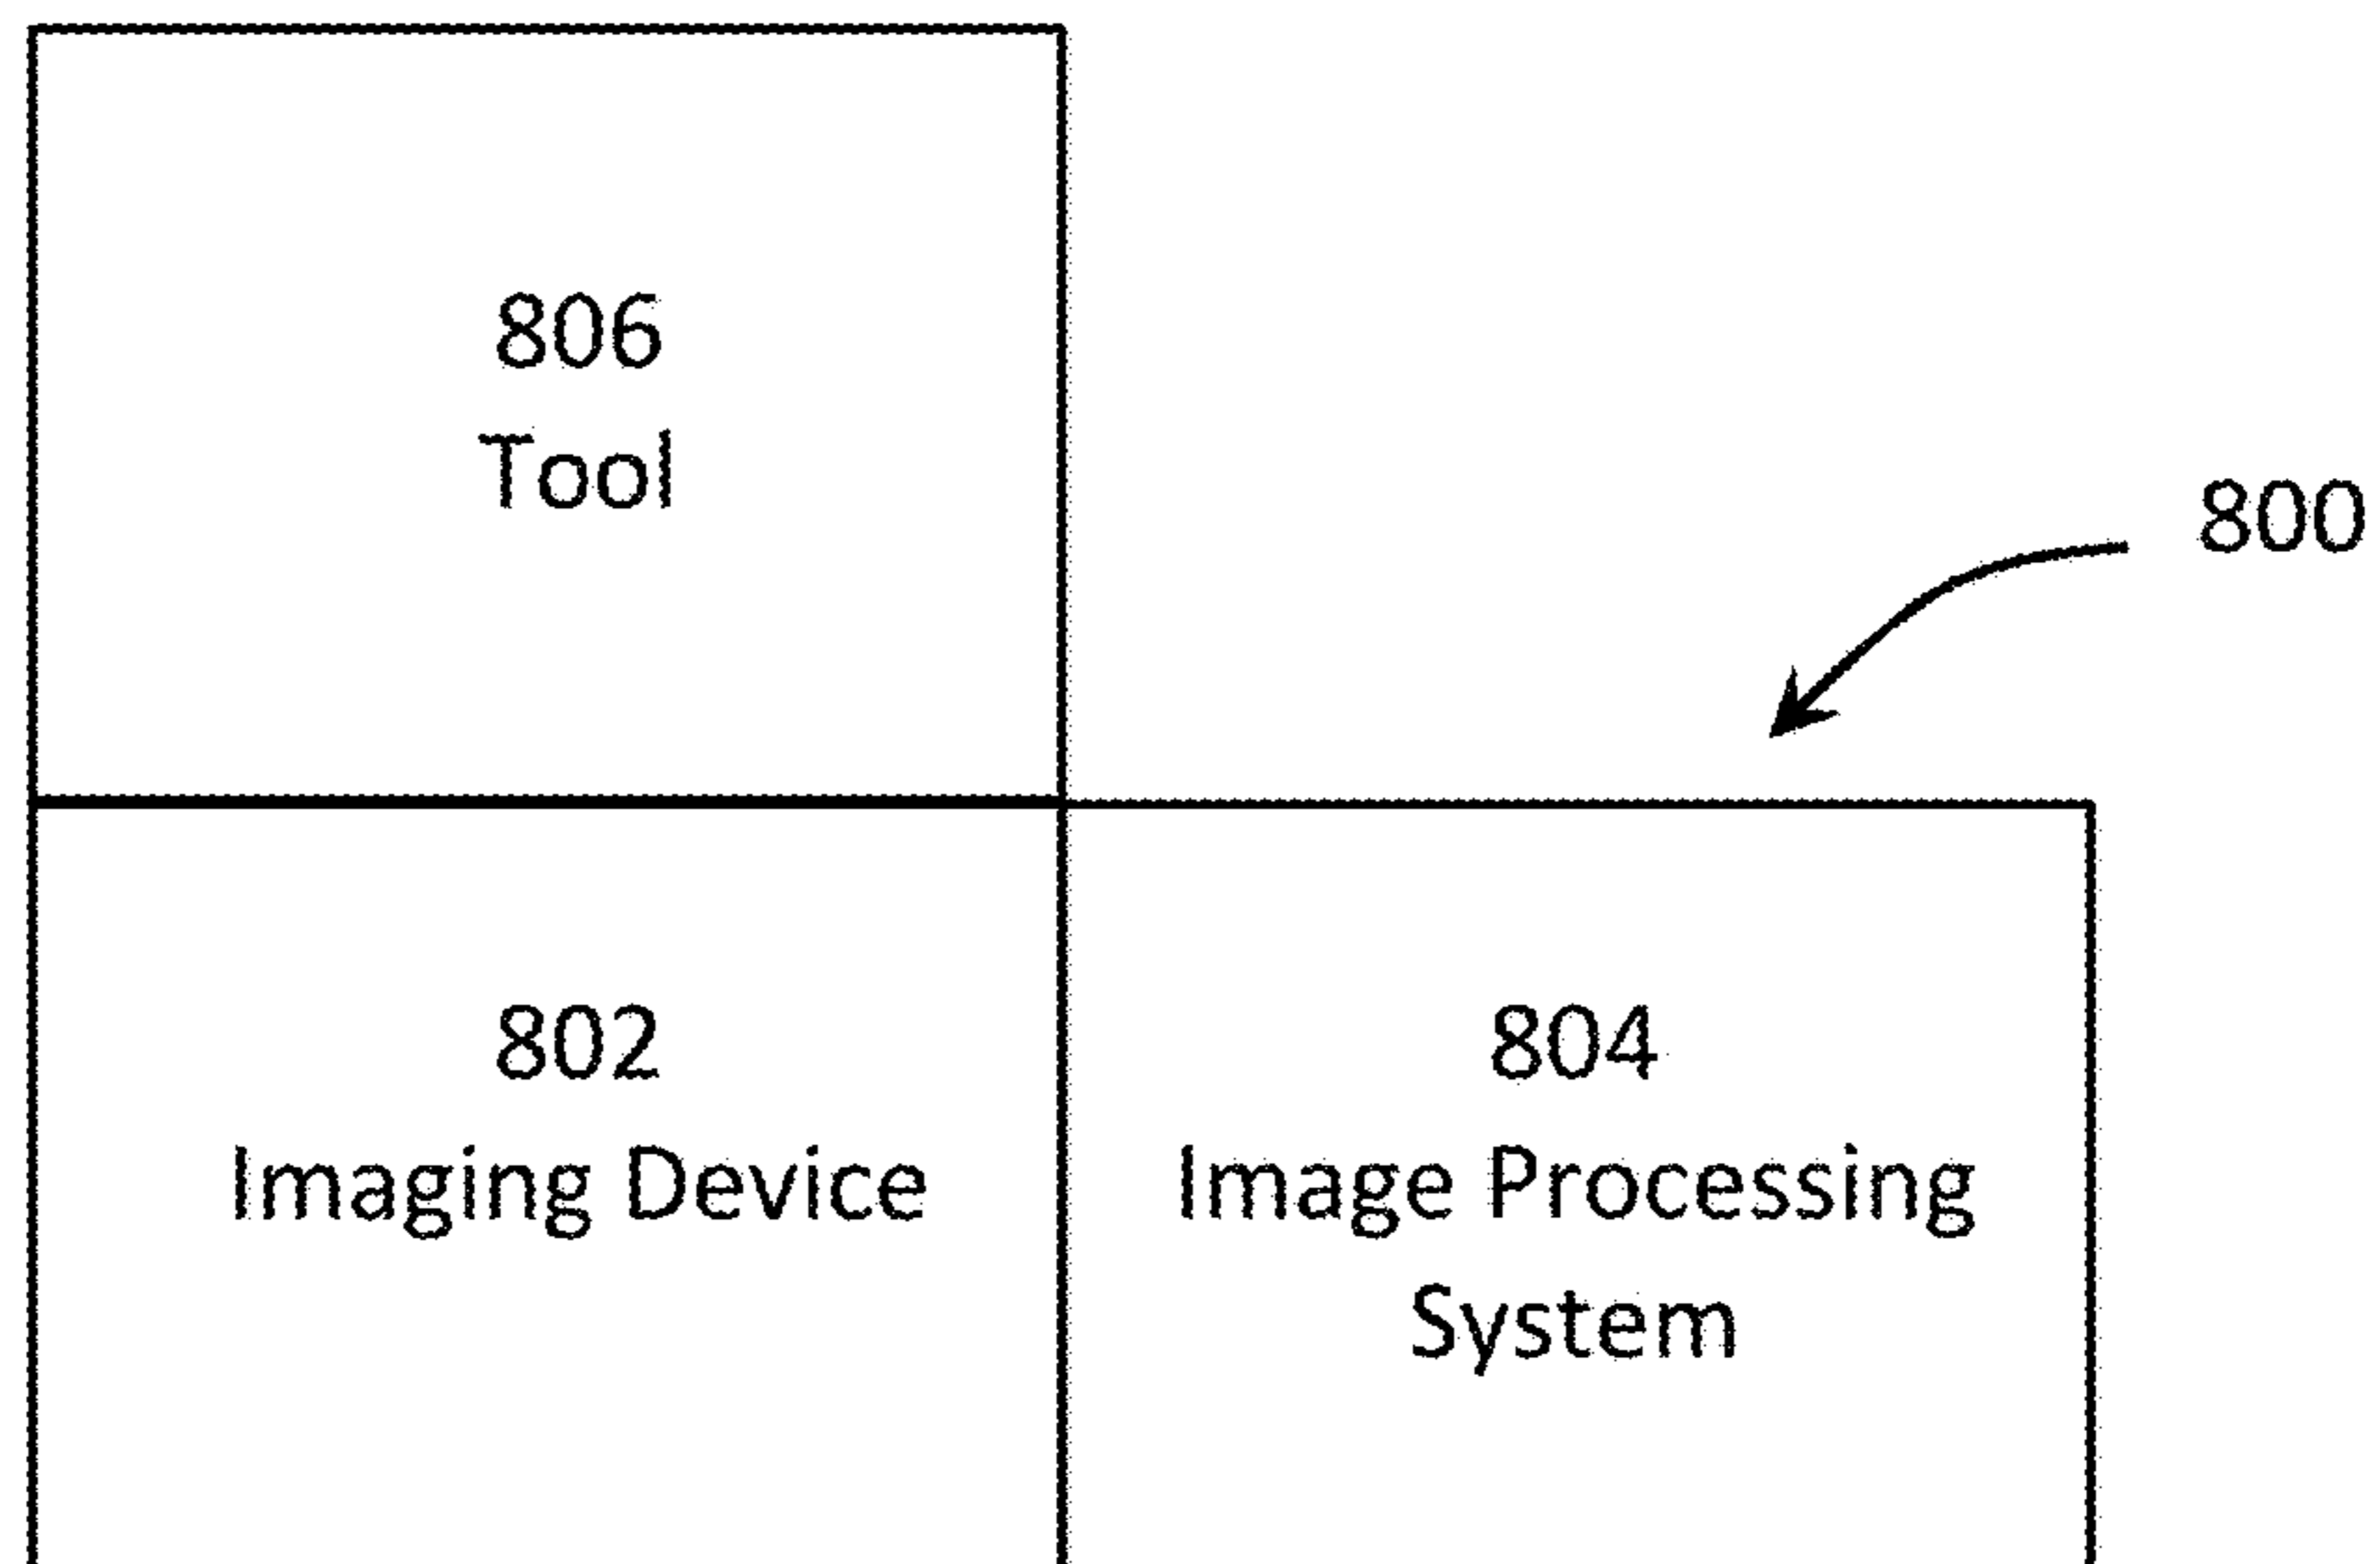 806
Tool
800
802
Imaging Device
804
Image Processing
System